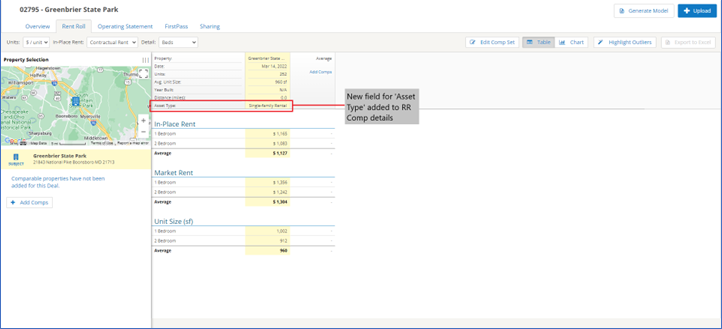 02795 - Greenbrier State Park
Generate Model
Upload
Overview Rent Roll Operating Statement FirstPass Sharing
Units: $ / unit In-Place Rent: Contractual Rent Detail: Beds
Edit Comp Set Table Chart Highlight Outliers Export to Excel
Property Selection
Property Greenbrier State ... Average
Date: Mar 14, 2022
Units: 292
Add Comps
Avg. Unit Size: 960 sf
Year Built: N/A
Distance (miles): 0.0
Asset Type: Single-Family Rental
New field for 'Asset
Type' added to RR
Comp details
Hagerstown
Halfway
Williamsport
Boonsboro
Sharpsburg
Myersville
Middletown
Map Data Terms of Use Report a map error
In-Place Rent
1 Bedroom $ 1,165 -
2 Bedroom $ 1,083 -
Average $ 1,127 -
SUBJECT
Greenbrier State Park
21843 National Pike Boonsboro MD 21713
Comparable properties have not been
added for this Deal.
Add Comps
Market Rent
1 Bedroom $ 1,356 -
2 Bedroom $ 1,242 -
Average $ 1,304 -
Unit Size (sf)
1 Bedroom 1,002 -
2 Bedroom 912 -
Average 960 -